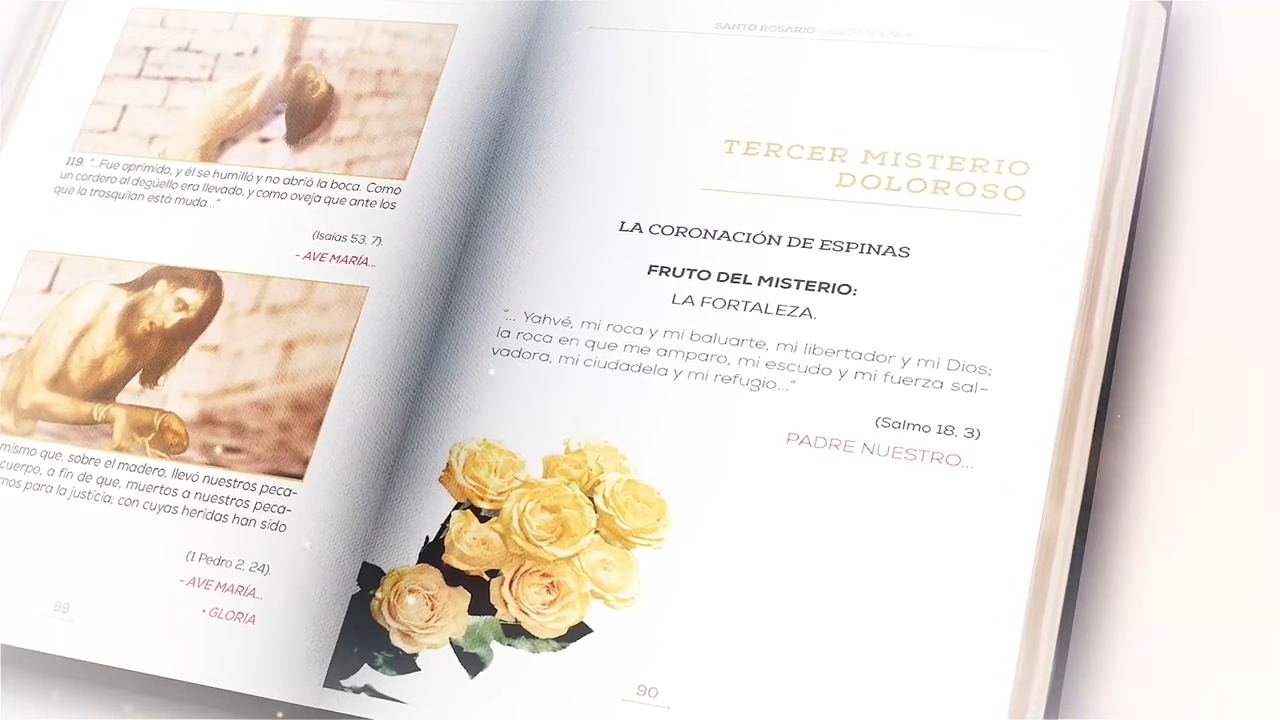 119. "...Fue oprimido, y él se humilló y no abrió la boca. Como
un cordero al degüello era llevado, y como oveja que ante los
que la trasquilan está muda..."
(Isaías 53, 7).
- AVE MARÍA...
mismo que, sobre el madero, llevó nuestros peca-
cuerpo, a fin de que, muertos a nuestros peca-
mos para la justicia; con cuyas heridas han sido
(1 Pedro 2, 24).
- AVE MARÍA...
• GLORIA
89
SANTO ROSARIO
TERCER MISTERIO
DOLOROSO
LA CORONACIÓN DE ESPINAS
FRUTO DEL MISTERIO:
LA FORTALEZA.
"... Yahvé, mi roca y mi baluarte, mi libertador y mi Dios;
la roca en que me amparo, mi escudo y mi fuerza sal-
vadora, mi ciudadela y mi refugio..."
(Salmo 18, 3)
PADRE NUESTRO...
90